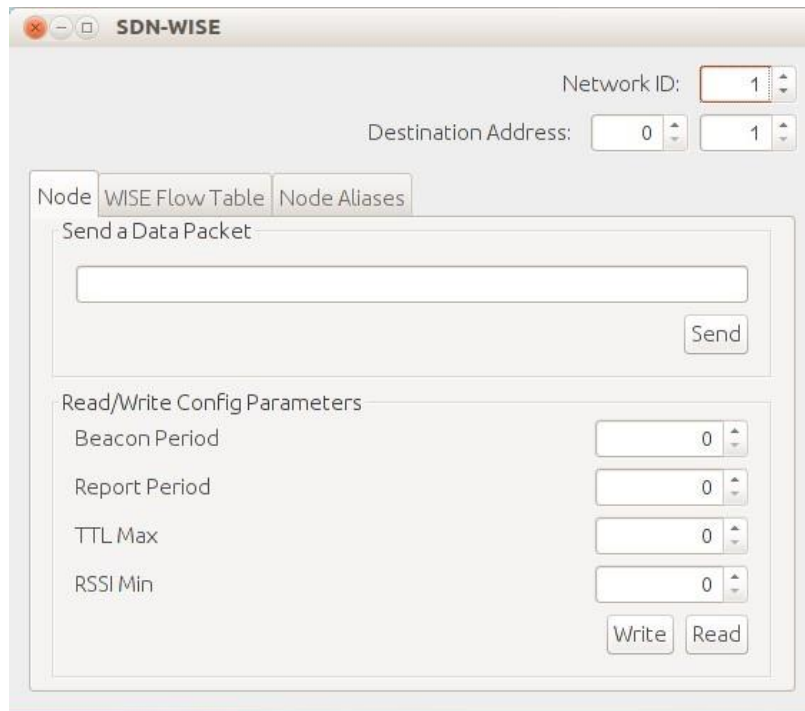 SDN-WISE
Network ID: 1
Destination Address: 0 1
Node WISE Flow Table Node Aliases
Send a Data Packet
Send
Read/Write Config Parameters
Beacon Period 0
Report Period 0
TTL Max 0
RSSI Min 0
Write Read